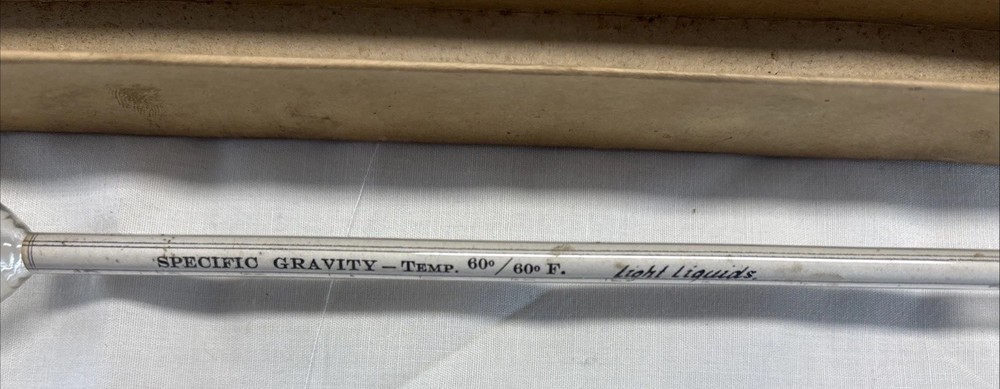 SPECIFIC GRAVITY – TEMP. 60°/60° F. Light Liquids.